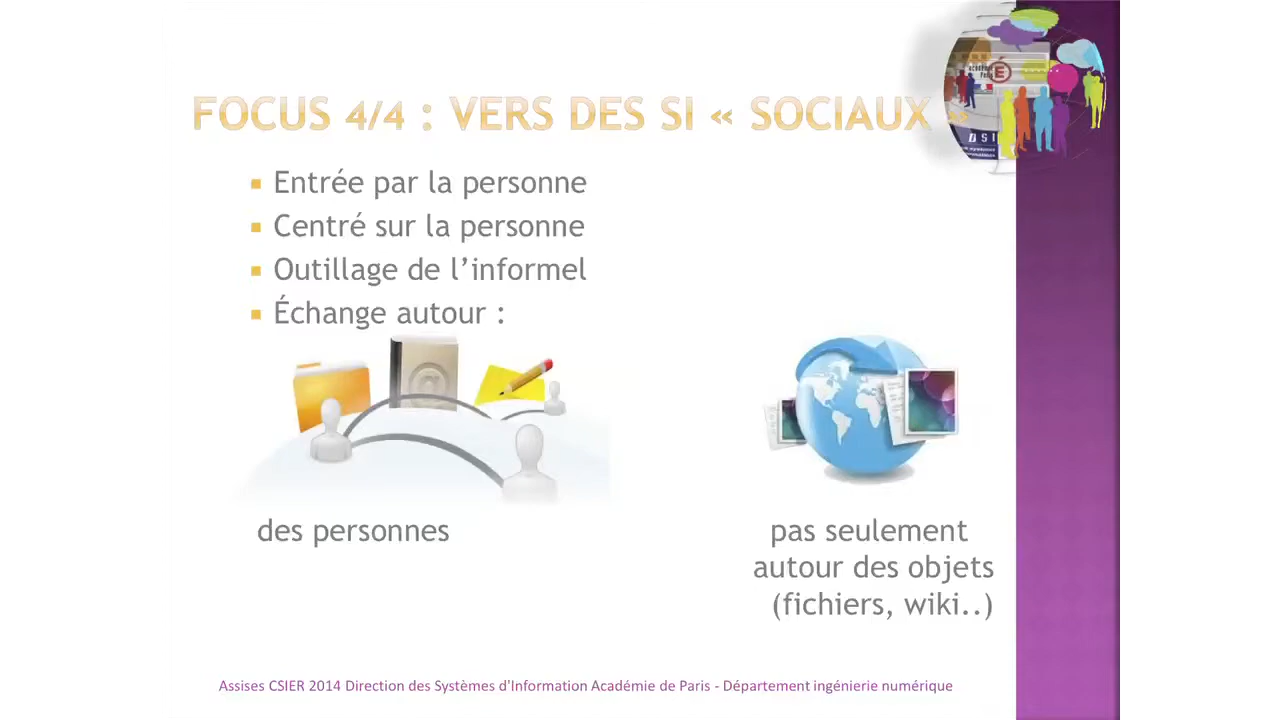 FOCUS 4/4 : VERS DES SI « SOCIAUX »
Entrée par la personne
Centré sur la personne
Outillage de l’informel
Échange autour :
des personnes
pas seulement
autour des objets
(fichiers, wiki..)
Assises CSIER 2014 Direction des Systèmes d'Information Académie de Paris - Département ingénierie numérique